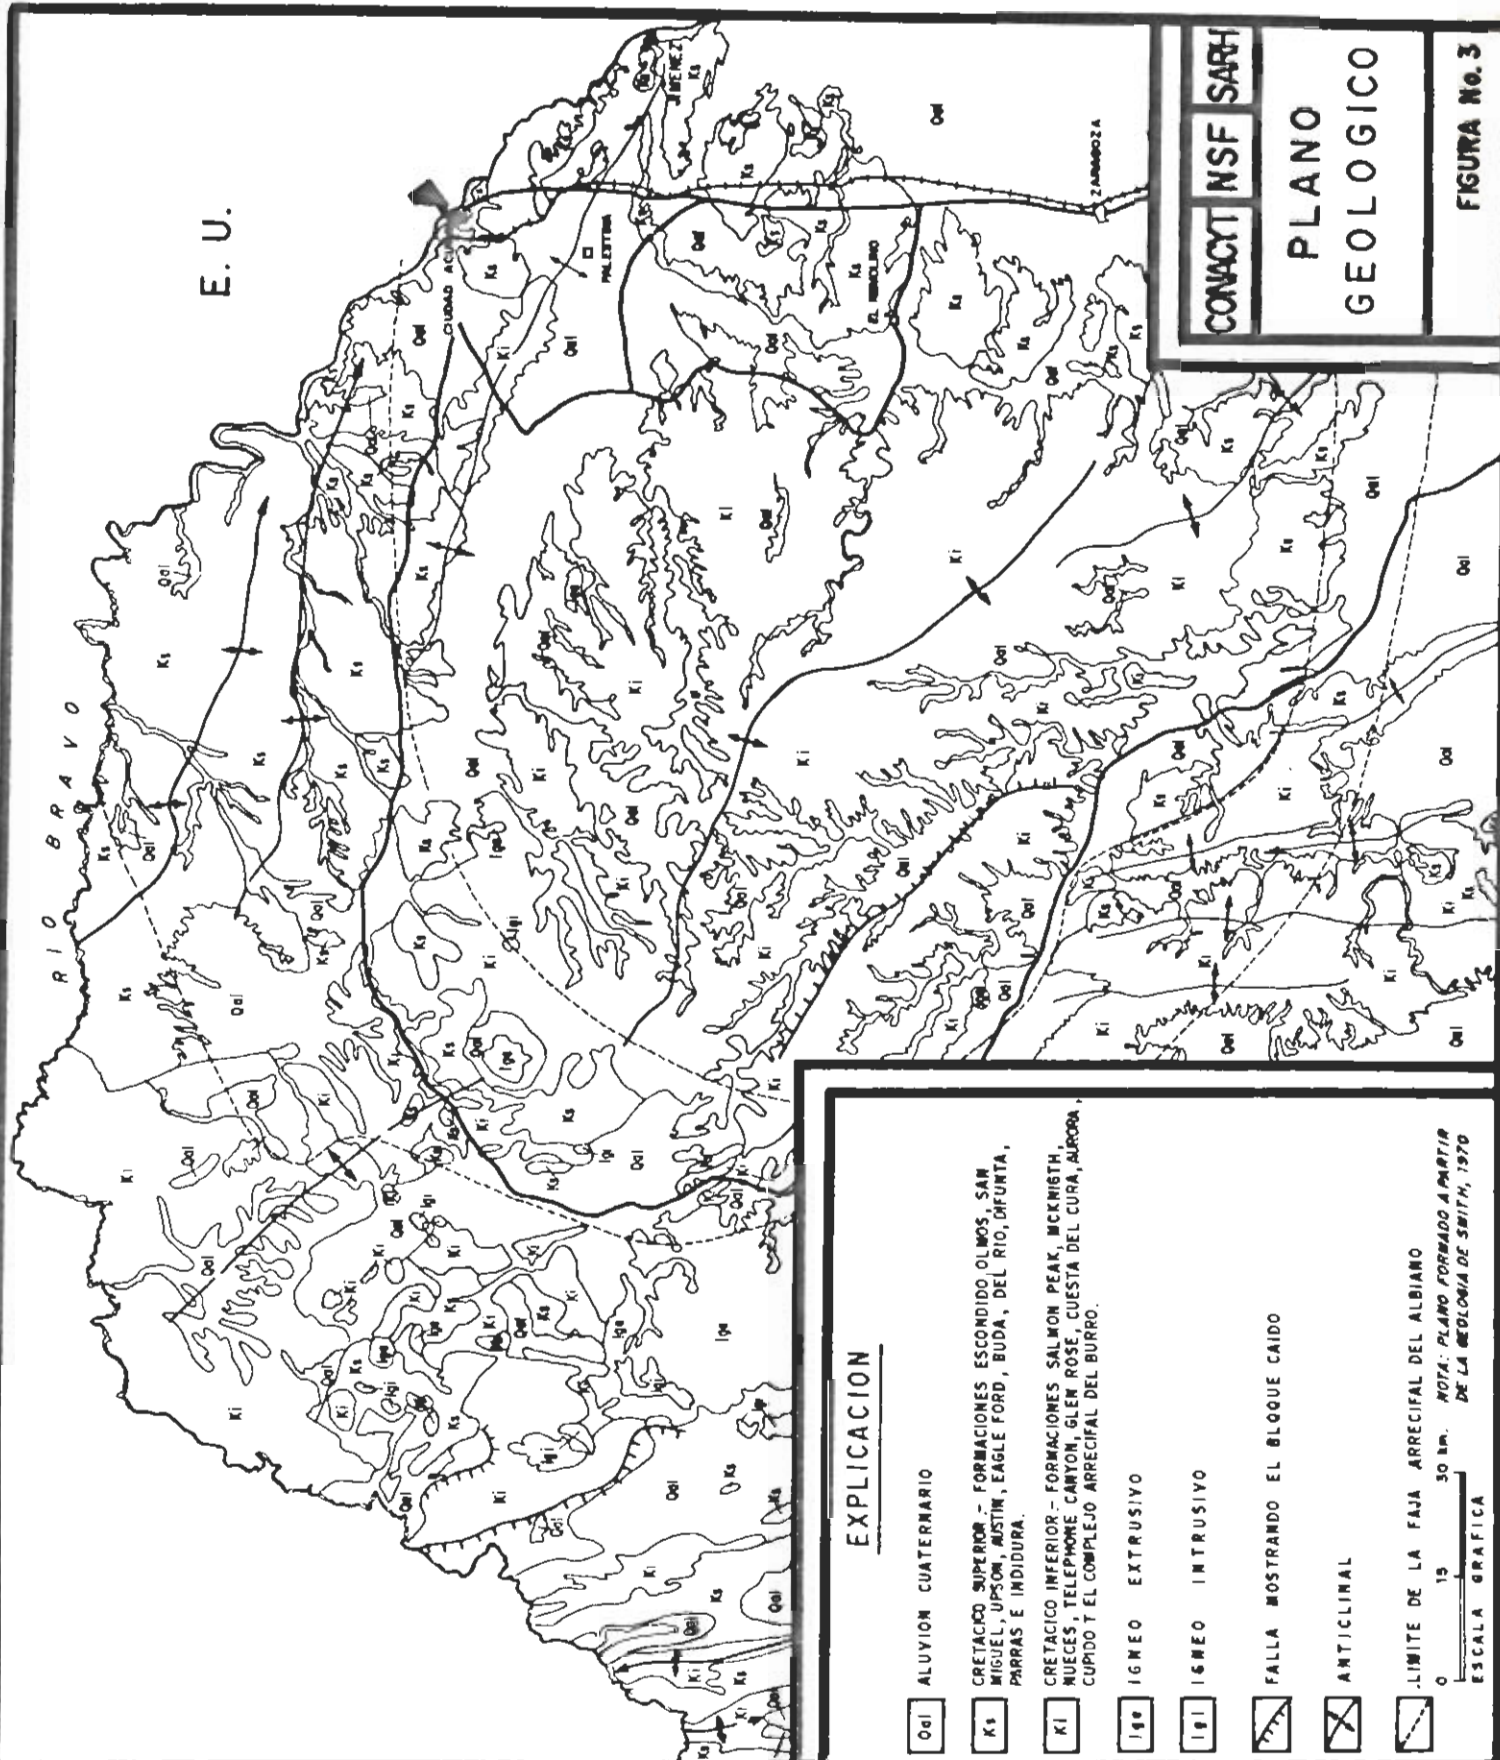 E. U.
RIO BRAVO
CIUDAD
JIMENEZ
PALESTINA
EL REMOLINO
ZARAGOZA
CONACYT NSF SARH
PLANO
GEOLOGICO
FIGURA No. 3
EXPLICACION
Qal ALUVION CUATERNARIO
Ks CRETACICO SUPERIOR.- FORMACIONES ESCONDIDO, OLMOS, SAN
MIGUEL, UPSON, AUSTIN, EAGLE FORD, BUDA, DEL RIO, DIFUNTA,
PARRAS E INDIDURA.
Ki CRETACICO INFERIOR.- FORMACIONES SALMON PEAK, MCKNIGTH,
NUECES, TELEPHONE CANYON, GLEN ROSE, CUESTA DEL CURA, AURORA,
CUPIDO Y EL COMPLEJO ARRECIFAL DEL BURRO.
Ige IGNEO EXTRUSIVO
Igi IGNEO INTRUSIVO
FALLA MOSTRANDO EL BLOQUE CAIDO
ANTICLINAL
LIMITE DE LA FAJA ARRECIFAL DEL ALBIANO
0 15 30 km.
ESCALA GRAFICA
NOTA: PLANO FORMADO A PARTIR
DE LA GEOLOGIA DE SMITH, 1970